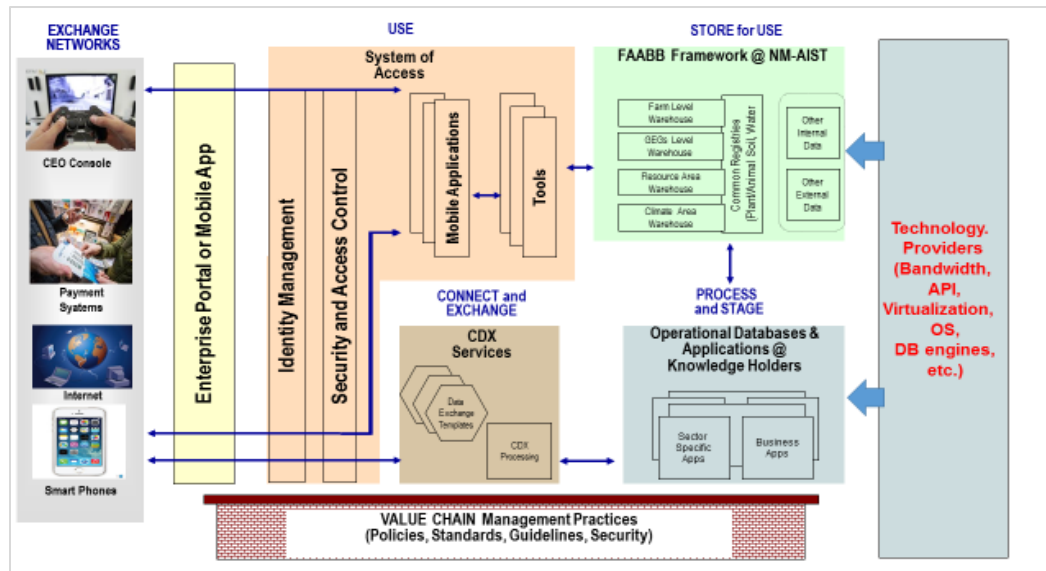 EXCHANGE
NETWORKS
CEO Console
Payment
Systems
Internet
Smart Phones
Enterprise Portal or Mobile App
USE
System of
Access
Identity Management
Security and Access Control
Mobile Applications
Tools
STORE for USE
FAABB Framework @ NM-AIST
Farm Level
Warehouse
GEGs Level
Warehouse
Resource Area
Warehouse
Climate Area
Warehouse
Common Registries
(Plant/Animal Soil, Water
Other
Internal
Data
Other
External
Data
CONNECT and
EXCHANGE
CDX
Services
Data
Exchange
Templates
CDX
Processing
PROCESS
and STAGE
Operational Databases &
Applications @
Knowledge Holders
Sector
Specific
Apps
Business
Apps
Technology.
Providers
(Bandwidth,
API,
Virtualization,
OS,
DB engines,
etc.)
VALUE CHAIN Management Practices
(Policies, Standards, Guidelines, Security)